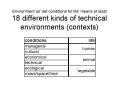 Environment as 'set conditions for life' means at least
18 different kinds of technical
environments (contexts)
conditions life
managerial
human
cultural
economical
animal
technical
ecological
vegetable
mass/space/time